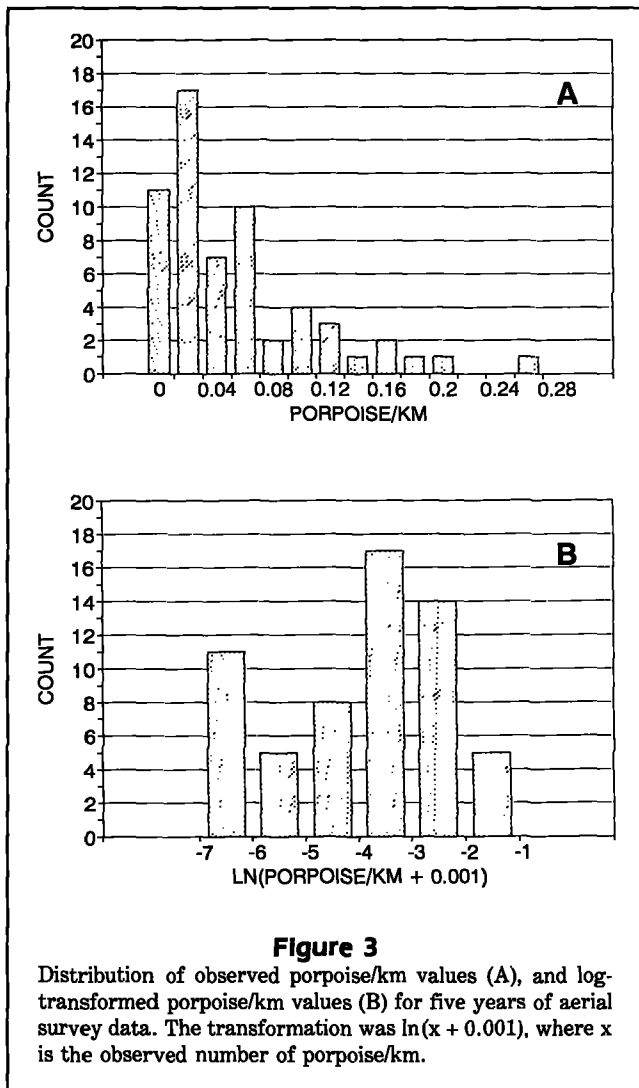 20
18
16
14
12
10
8
6
4
2
0
COUNT
A
0 0.04 0.08 0.12 0.16 0.2 0.24 0.28
PORPOISE/KM
20
18
16
14
12
10
8
6
4
2
0
COUNT
B
-7 -6 -5 -4 -3 -2 -1
LN(PORPOISE/KM + 0.001)
Figure 3
Distribution of observed porpoise/km values (A), and log-
transformed porpoise/km values (B) for five years of aerial
survey data. The transformation was ln(x + 0.001), where x
is the observed number of porpoise/km.